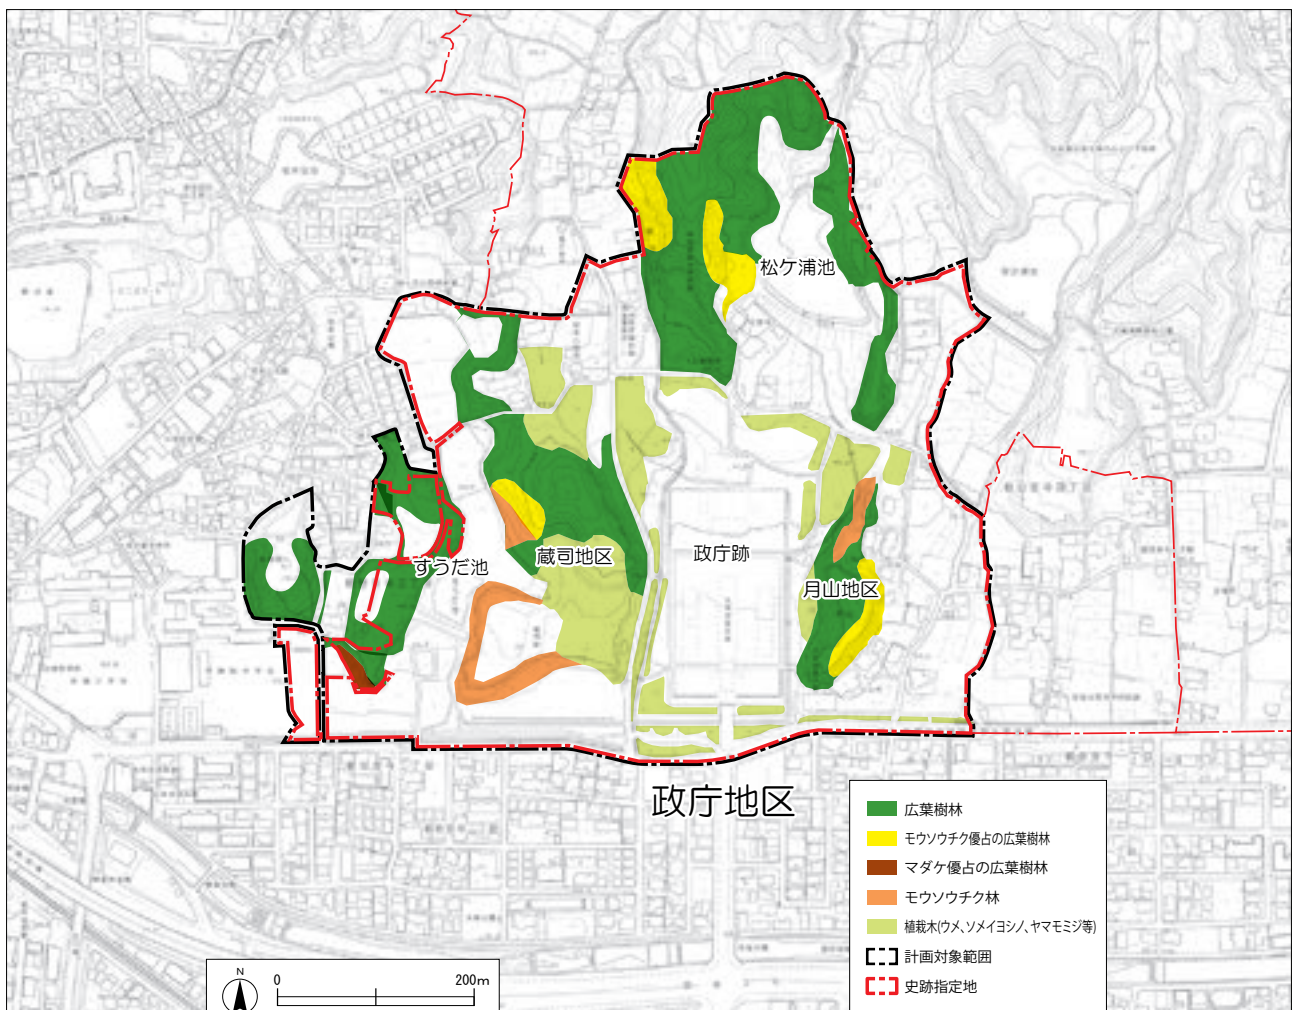 松ケ浦池
政庁跡
蔵司地区
すうだ池
月山地区
政庁地区
広葉樹林
モウソウチク優占の広葉樹林
マダケ優占の広葉樹林
モウソウチク林
植栽木(ウメ、ソメイヨシノ、ヤマモミジ等)
計画対象範囲
史跡指定地
N
0 200m